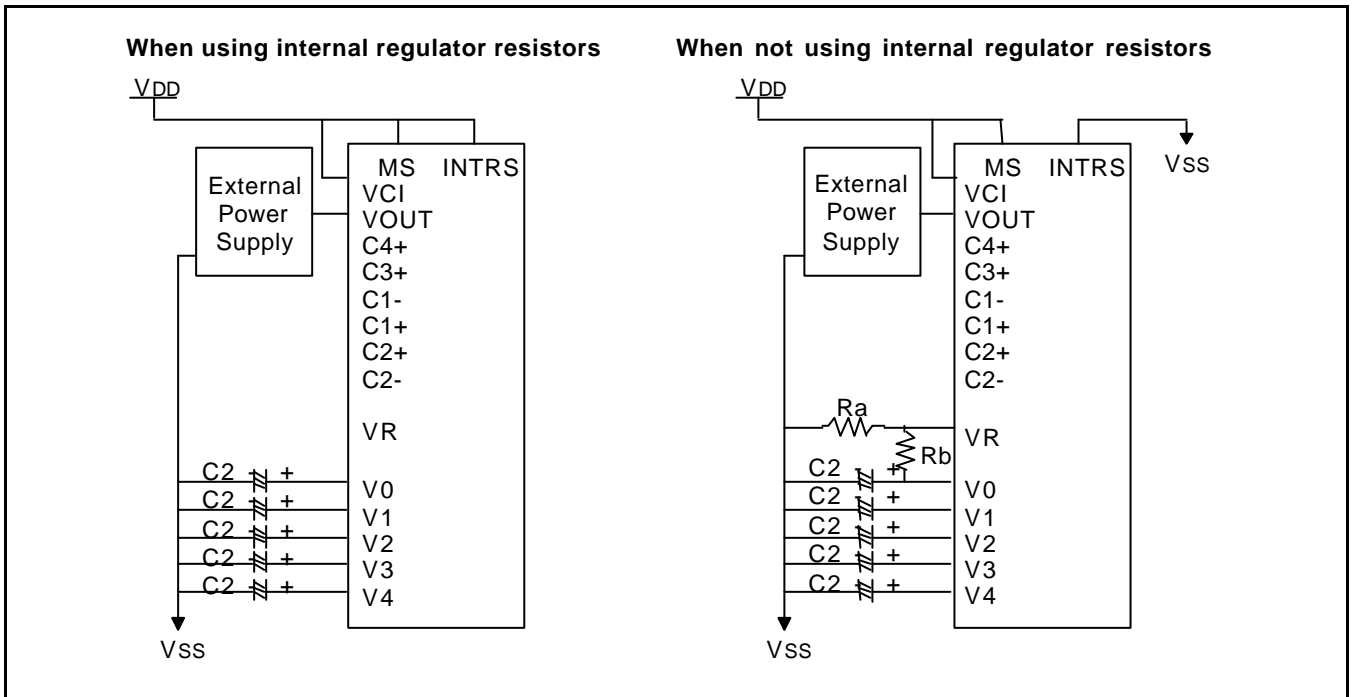 When using internal regulator resistors
VDD
MS INTRS
External
Power
Supply
VCI
VOUT
C4+
C3+
C1-
C1+
C2+
C2-
VR
C2 - + V0
C2 - + V1
C2 - + V2
C2 - + V3
C2 - + V4
VSS
When not using internal regulator resistors
VDD
MS INTRS
VSS
External
Power
Supply
VCI
VOUT
C4+
C3+
C1-
C1+
C2+
C2-
Ra
VR
Rb
C2 - + V0
C2 - + V1
C2 - + V2
C2 - + V3
C2 - + V4
VSS